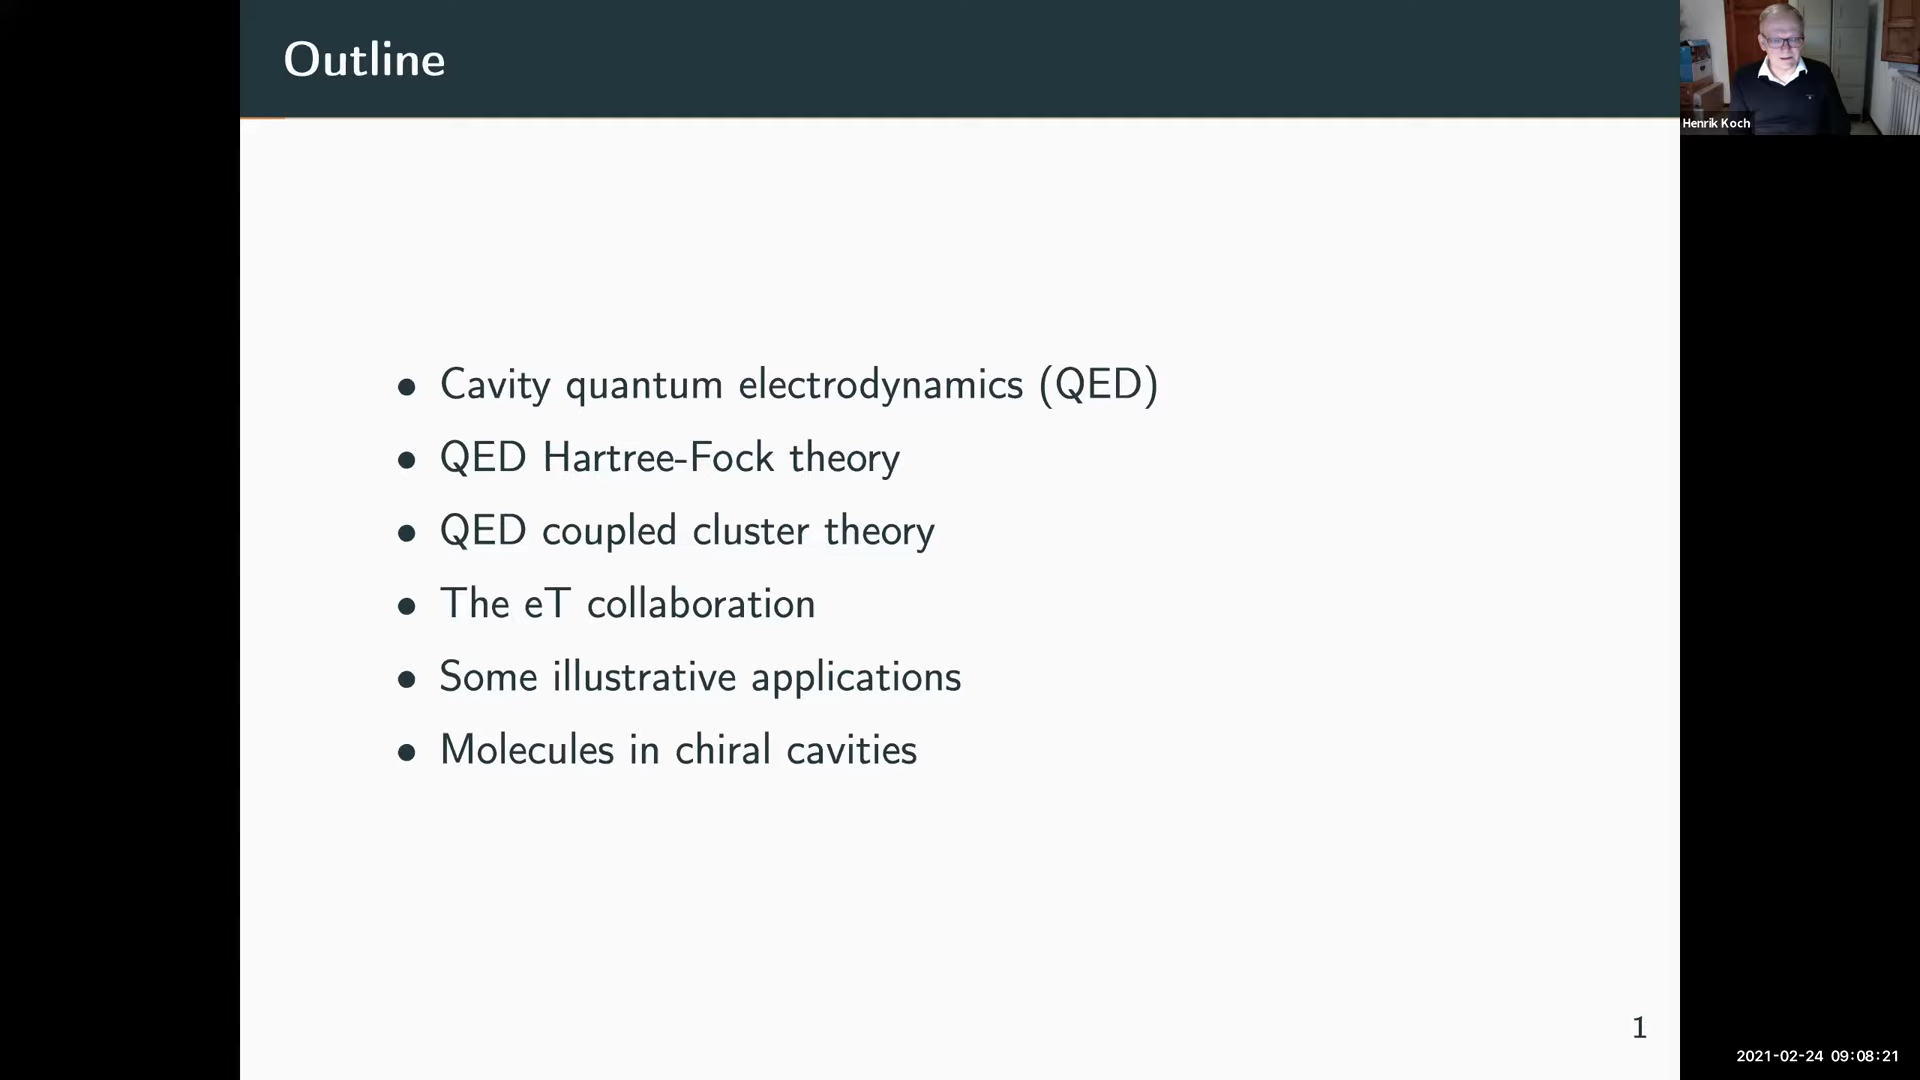 Outline
Henrik Koch
• Cavity quantum electrodynamics (QED)
• QED Hartree-Fock theory
• QED coupled cluster theory
• The eT collaboration
• Some illustrative applications
• Molecules in chiral cavities
1
2021-02-24 09:08:21